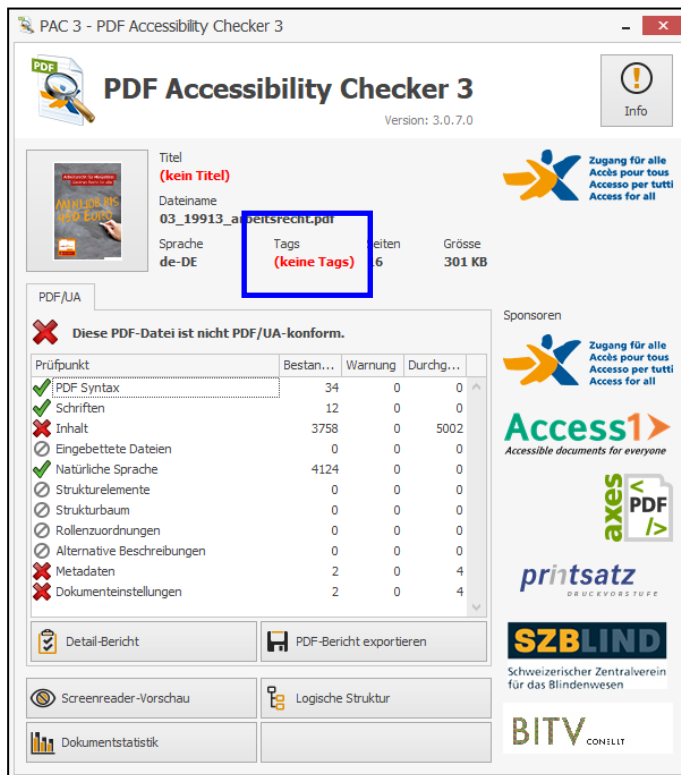 PAC 3 - PDF Accessibility Checker 3
PDF
PDF Accessibility Checker 3
Version: 3.0.7.0
Info
Titel
(kein Titel)
Dateiname
03_19913_arbeitsrecht.pdf
Sprache Tags Seiten Grösse
de-DE (keine Tags) 16 301 KB
MINIJOB BIS
450 EURO
Zugang für alle
Accès pour tous
Accesso per tutti
Access for all
PDF/UA
Diese PDF-Datei ist nicht PDF/UA-konform.
Prüfpunkt Bestan... Warnung Durchg...
PDF Syntax 34 0 0
Schriften 12 0 0
Inhalt 3758 0 5002
Eingebettete Dateien 0 0 0
Natürliche Sprache 4124 0 0
Strukturelemente 0 0 0
Strukturbaum 0 0 0
Rollenzuordnungen 0 0 0
Alternative Beschreibungen 0 0 0
Metadaten 2 0 4
Dokumenteinstellungen 2 0 4
Detail-Bericht PDF-Bericht exportieren
Screenreader-Vorschau Logische Struktur
Dokumentstatistik
Sponsoren
Zugang für alle
Accès pour tous
Accesso per tutti
Access for all
Access1
Accessible documents for everyone
axes
<
PDF
/>
printsatz
DRUCKVORSTUFE
SZBLIND
Schweizerischer Zentralverein
für das Blindenwesen
BITV CONSULT